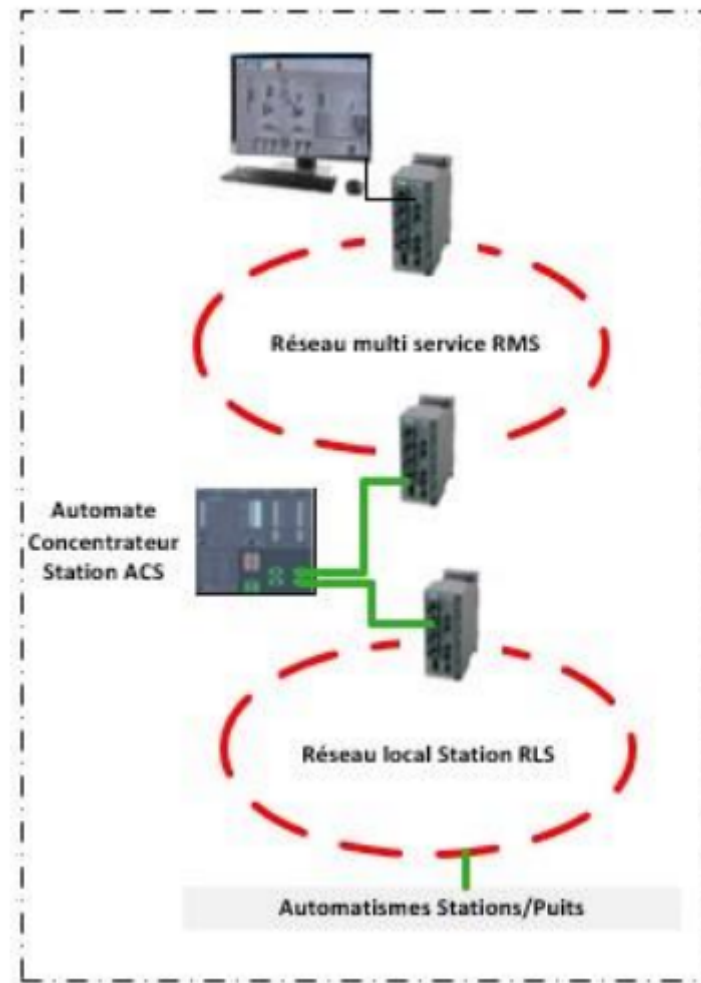 Réseau multi service RMS
Automate
Concentrateur
Station ACS
Réseau local Station RLS
Automatismes Stations/Puits